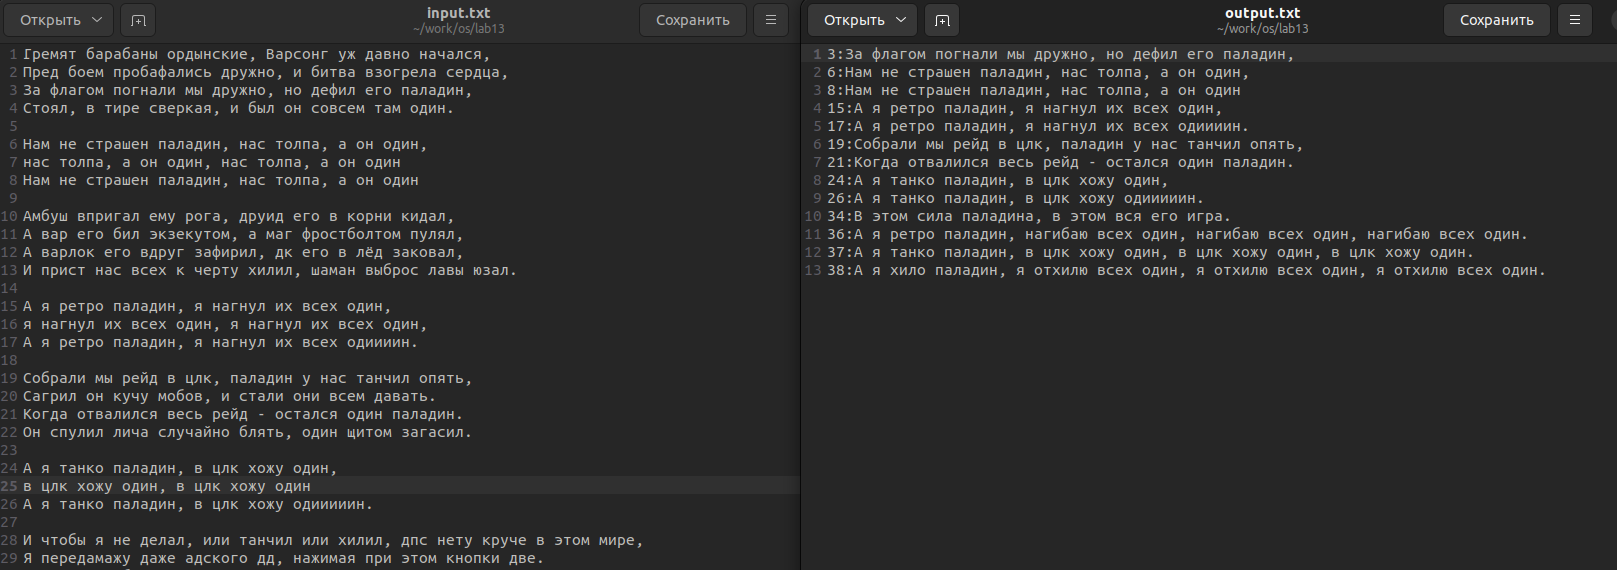 Открыть
input.txt
~/work/os/lab13
Сохранить
1 Гремят барабаны ордынские, Варсонг уж давно начался,
2 Пред боем пробафались дружно, и битва взогрела сердца,
3 За флагом погнали мы дружно, но дефил его паладин,
4 Стоял, в тире сверкая, и был он совсем там один.
5
6 Нам не страшен паладин, нас толпа, а он один,
7 нас толпа, а он один, нас толпа, а он один
8 Нам не страшен паладин, нас толпа, а он один
9
10 Амбуш впригал ему рога, друид его в корни кидал,
11 А вар его бил экзекутом, а маг фростболтом пулял,
12 А варлок его вдруг зафирил, дк его в лёд заковал,
13 И прист нас всех к черту хилил, шаман выброс лавы юзал.
14
15 А я ретро паладин, я нагнул их всех один,
16 я нагнул их всех один, я нагнул их всех один,
17 А я ретро паладин, я нагнул их всех одиииин.
18
19 Собрали мы рейд в цлк, паладин у нас танчил опять,
20 Сагрил он кучу мобов, и стали они всем давать.
21 Когда отвалился весь рейд - остался один паладин.
22 Он спулил лича случайно блять, один щитом загасил.
23
24 А я танко паладин, в цлк хожу один,
25 в цлк хожу один, в цлк хожу один
26 А я танко паладин, в цлк хожу одииииин.
27
28 И чтобы я не делал, или танчил или хилил, дпс нету круче в этом мире,
29 Я передамажу даже адского дд, нажимая при этом кнопки две.
Открыть
output.txt
~/work/os/lab13
Сохранить
1 3:За флагом погнали мы дружно, но дефил его паладин,
2 6:Нам не страшен паладин, нас толпа, а он один,
3 8:Нам не страшен паладин, нас толпа, а он один
4 15:А я ретро паладин, я нагнул их всех один,
5 17:А я ретро паладин, я нагнул их всех одиииин.
6 19:Собрали мы рейд в цлк, паладин у нас танчил опять,
7 21:Когда отвалился весь рейд - остался один паладин.
8 24:А я танко паладин, в цлк хожу один,
9 26:А я танко паладин, в цлк хожу одииииин.
10 34:В этом сила паладина, в этом вся его игра.
11 36:А я ретро паладин, нагибаю всех один, нагибаю всех один, нагибаю всех один.
12 37:А я танко паладин, в цлк хожу один, в цлк хожу один, в цлк хожу один.
13 38:А я хило паладин, я отхилю всех один, я отхилю всех один, я отхилю всех один.